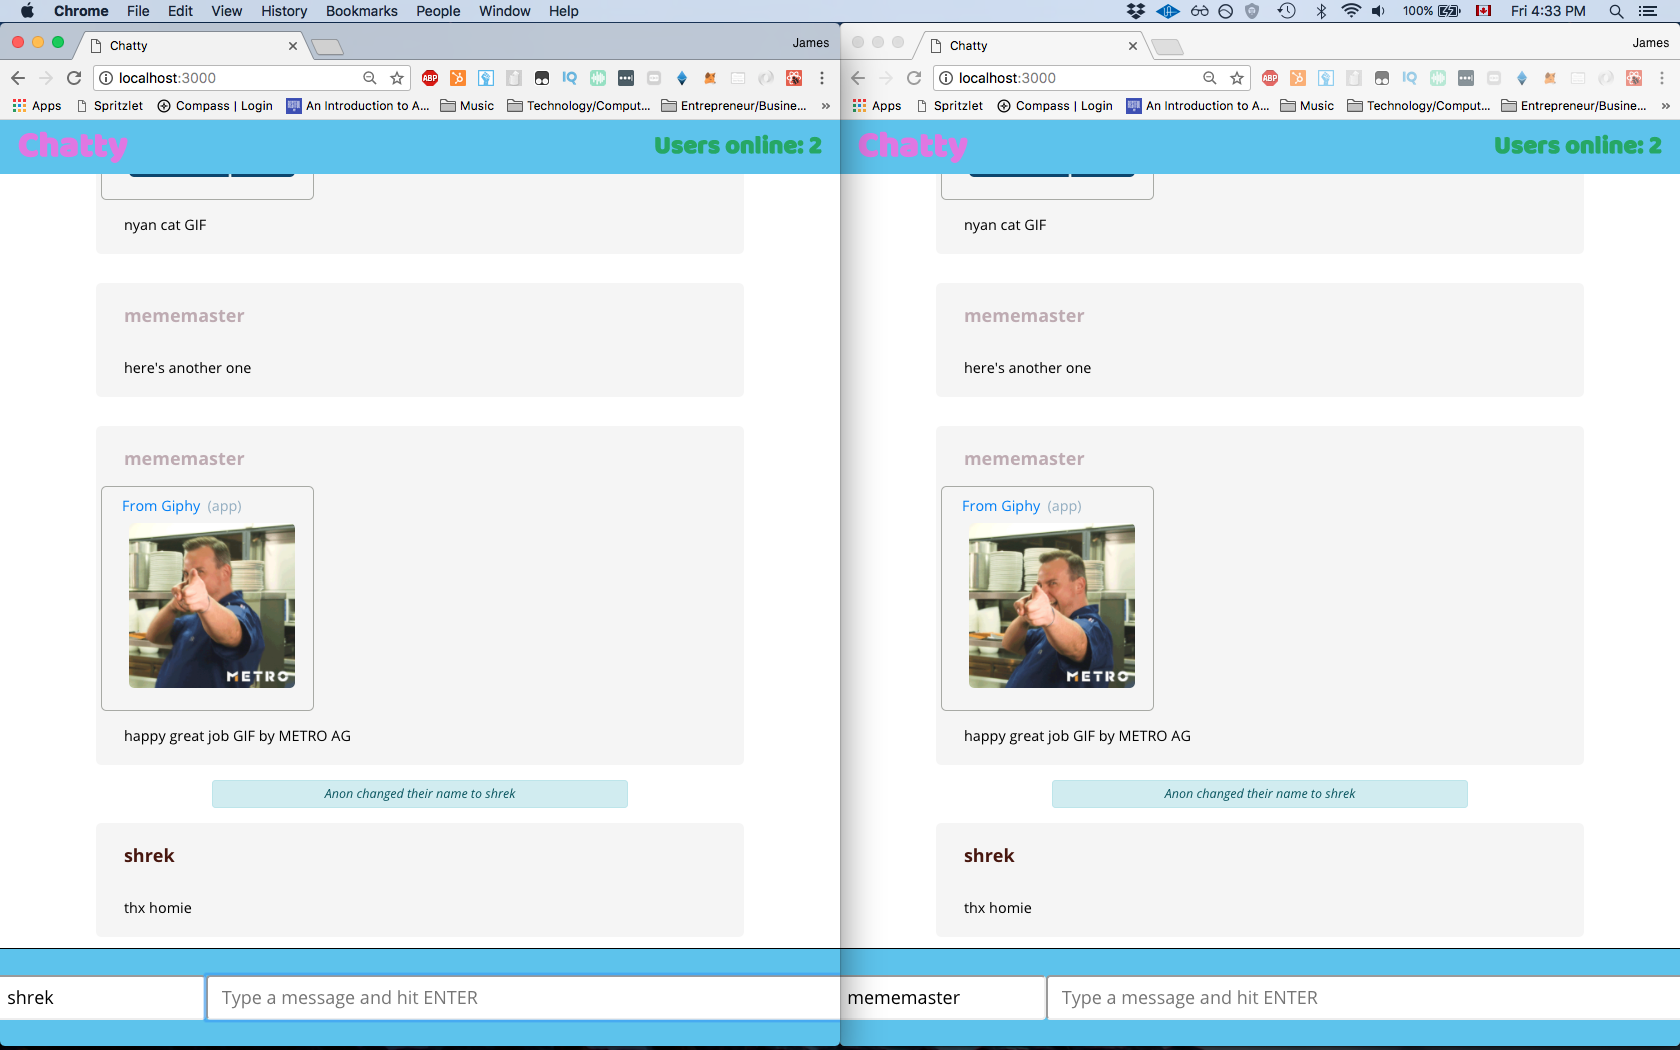 Chrome File Edit View History Bookmarks People Window Help 100% Fri 4:33 PM
Chatty James
localhost:3000 ABP IQ
Apps Spritzlet Compass | Login An Introduction to A... Music Technology/Comput... Entrepreneur/Busine... »
Chatty Users online: 2
nyan cat GIF
mememaster
here's another one
mememaster
From Giphy (app)
METRO
happy great job GIF by METRO AG
Anon changed their name to shrek
shrek
thx homie
shrek Type a message and hit ENTER
Chatty James
localhost:3000 ABP IQ
Apps Spritzlet Compass | Login An Introduction to A... Music Technology/Comput... Entrepreneur/Busine... »
Chatty Users online: 2
nyan cat GIF
mememaster
here's another one
mememaster
From Giphy (app)
METRO
happy great job GIF by METRO AG
Anon changed their name to shrek
shrek
thx homie
mememaster Type a message and hit ENTER